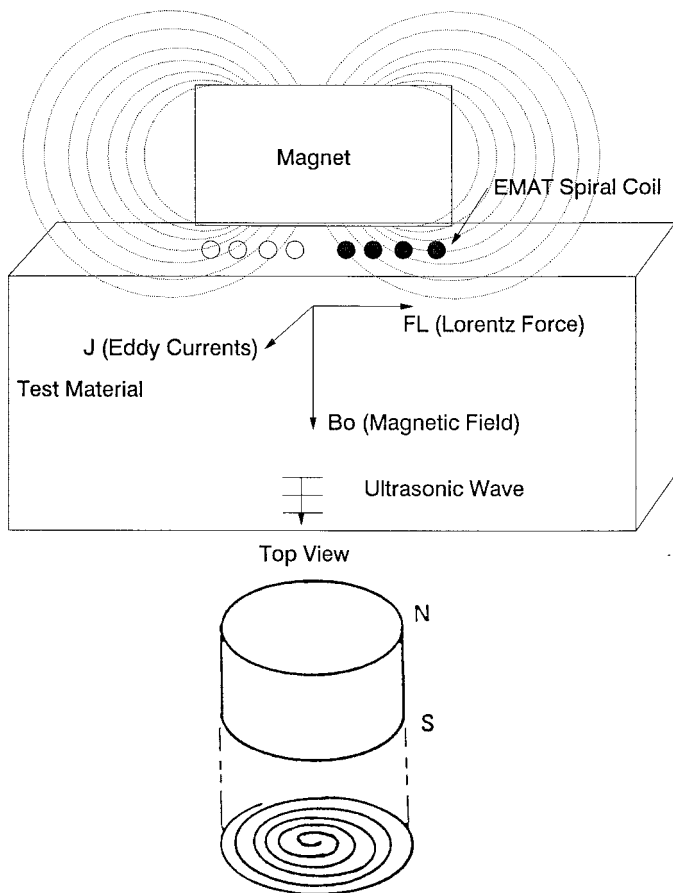 Magnet
EMAT Spiral Coil
FL (Lorentz Force)
J (Eddy Currents)
Test Material
Bo (Magnetic Field)
Ultrasonic Wave
Top View
N
S